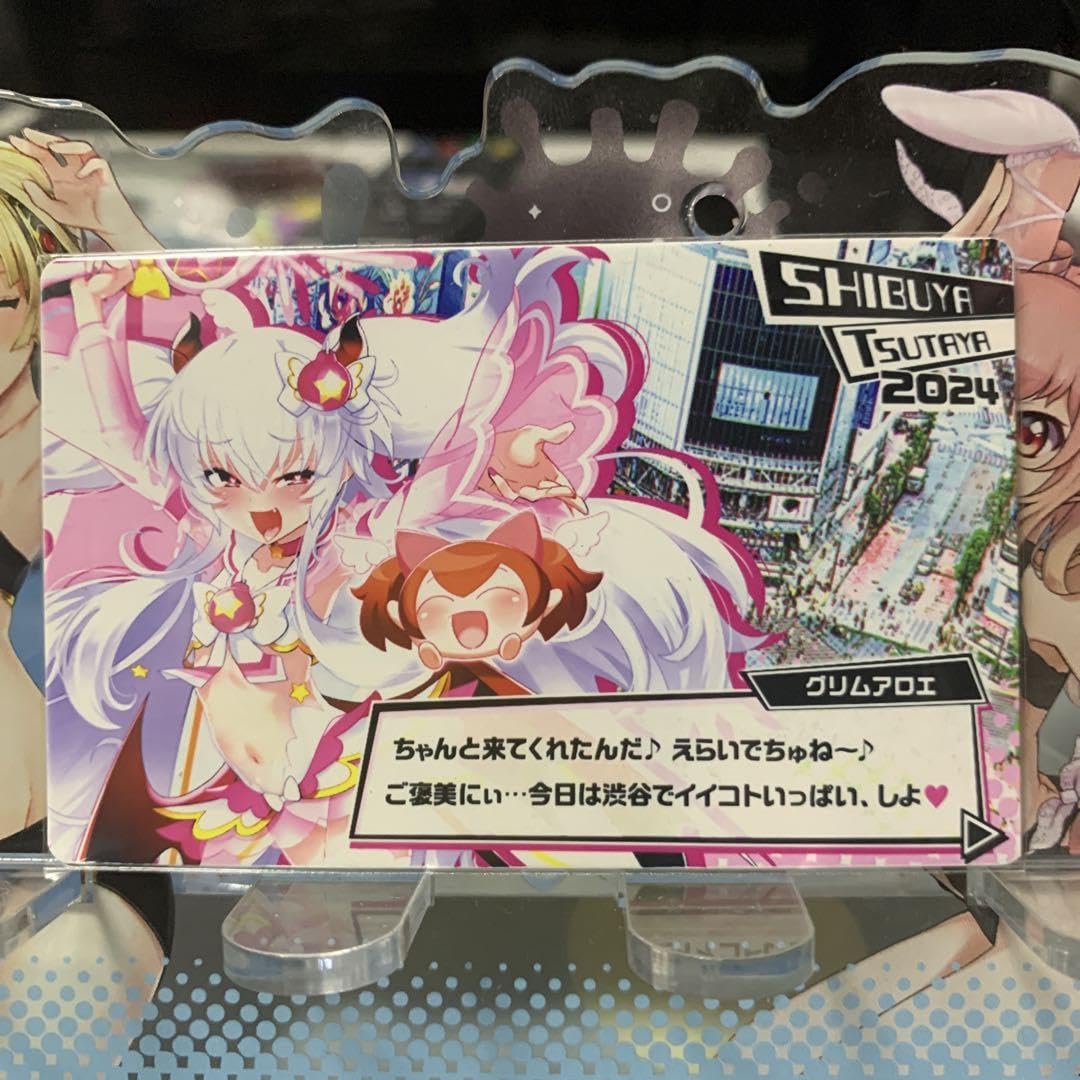 SHIBUYA
TSUTAYA
2024
グリムアロエ
ちゃんと来てくれたんだ♪ えらいでちゅね～♪
ご褒美にぃ…今日は渋谷でイイコトいっぱい、しよ♥